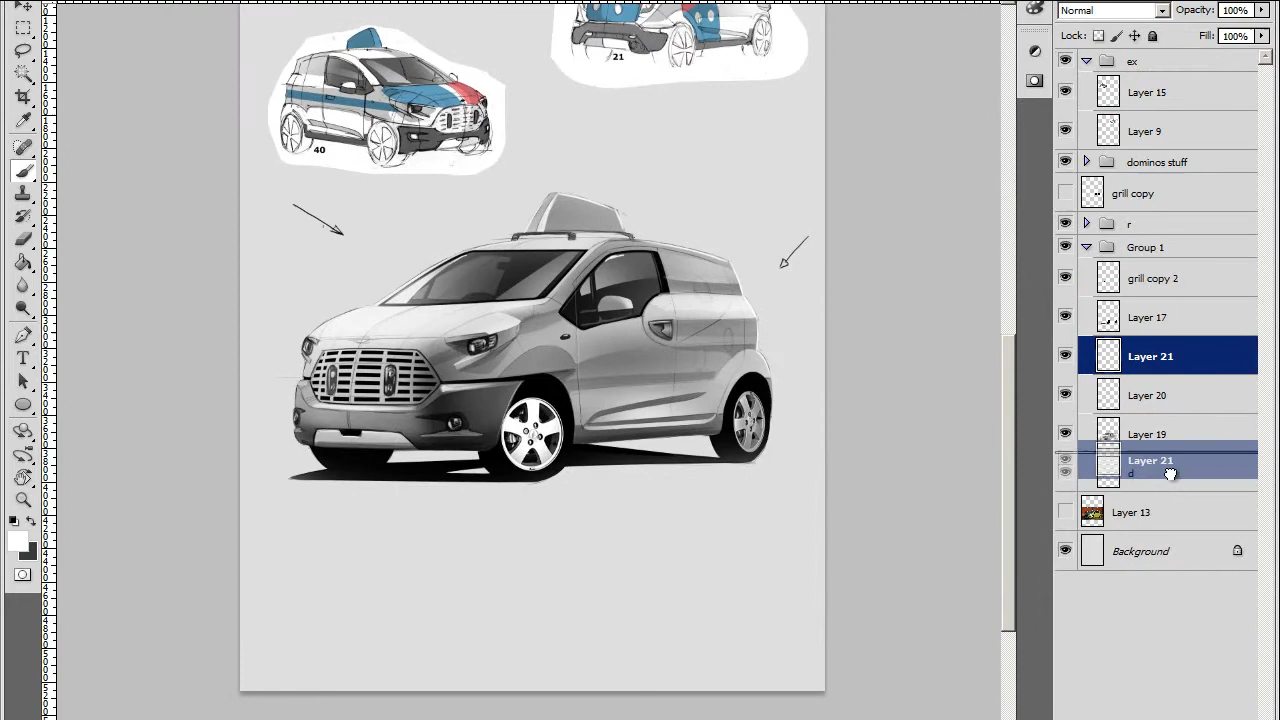 Normal
Opacity: 100%
Lock:
Fill: 100%
ex
Layer 15
Layer 9
dominos stuff
grill copy
r
Group 1
grill copy 2
Layer 17
Layer 21
Layer 20
Layer 19
Layer 21
d
Layer 13
Background
21
40